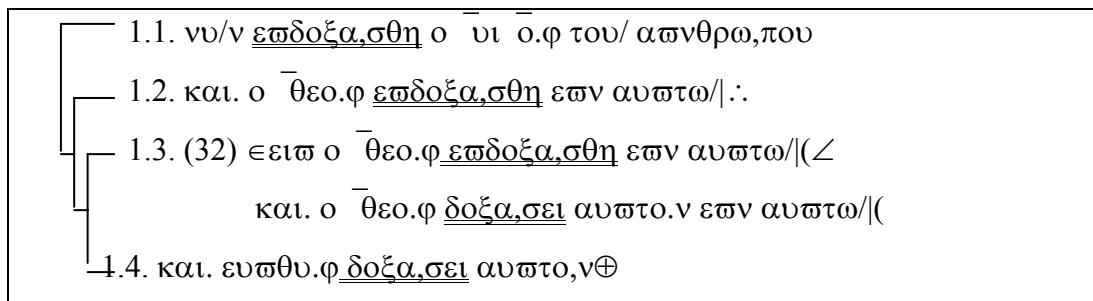 1.1. νυ/ν εϖδοξα,σθη ο ¯υι ¯ο.φ του/ αϖνθρω,που
1.2. και. ο ¯θεο.φ εϖδοξα,σθη εϖν αυϖτω/|∴
1.3. (32) ∈ειϖ ο ¯θεο.φ εϖδοξα,σθη εϖν αυϖτω/|(∠
και. ο ¯θεο.φ δοξα,σει αυϖτο.ν εϖν αυϖτω/|(
1.4. και. ευϖθυ.φ δοξα,σει αυϖτο,ν⊕